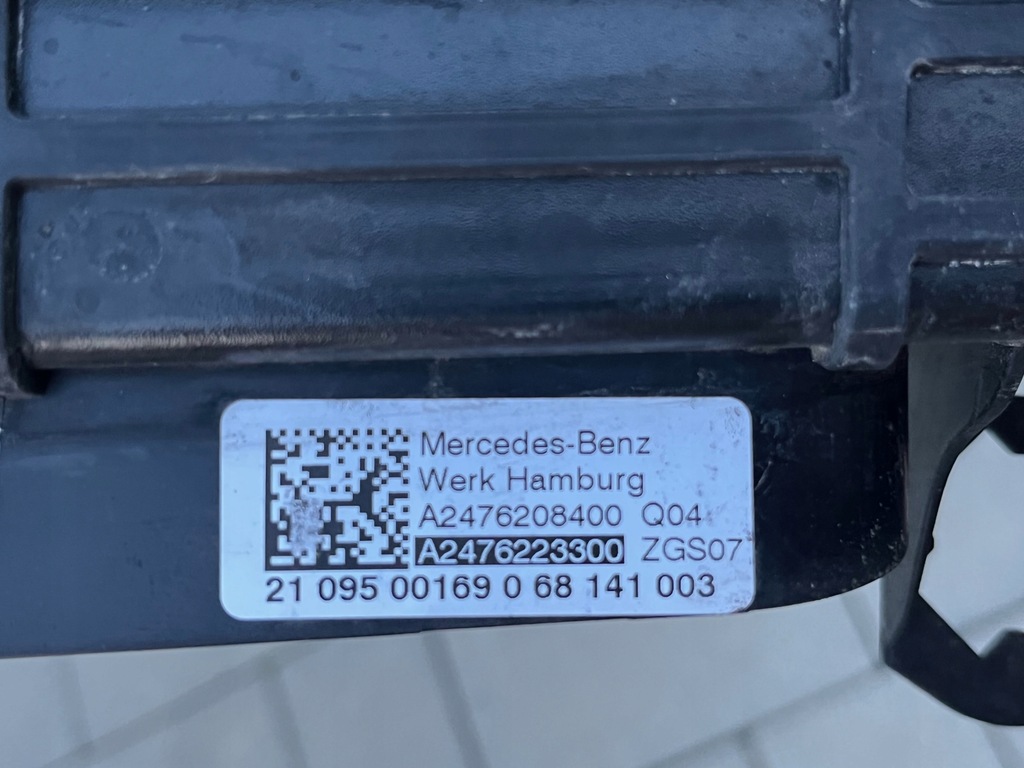 Mercedes-Benz
Werk Hamburg
A2476208400 Q04
A2476223300 ZGS07
21 095 00169 0 68 141 003